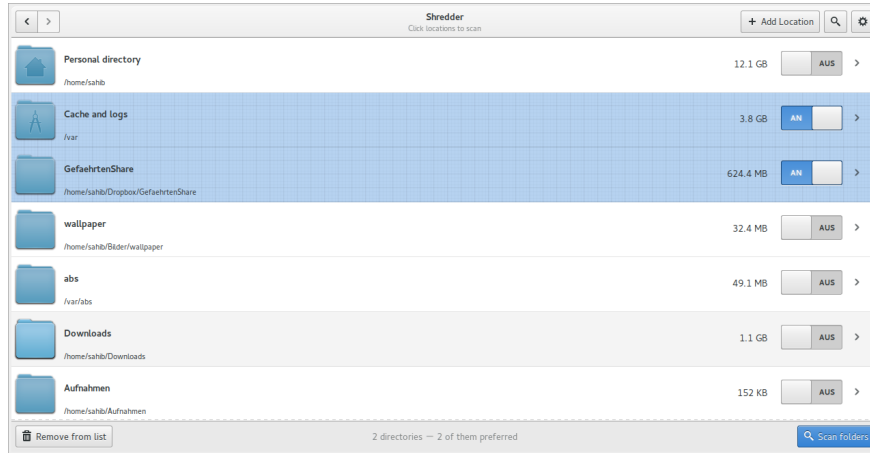 Shredder
Click locations to scan
+ Add Location
Personal directory
/home/sahib
12.1 GB
AUS
Cache and logs
/var
3.8 GB
AN
GefaehrtenShare
/home/sahib/Dropbox/GefaehrtenShare
624.4 MB
AN
wallpaper
/home/sahib/Bilder/wallpaper
32.4 MB
AUS
abs
/var/abs
49.1 MB
AUS
Downloads
/home/sahib/Downloads
1.1 GB
AUS
Aufnahmen
/home/sahib/Aufnahmen
152 KB
AUS
Remove from list
2 directories — 2 of them preferred
Scan folders